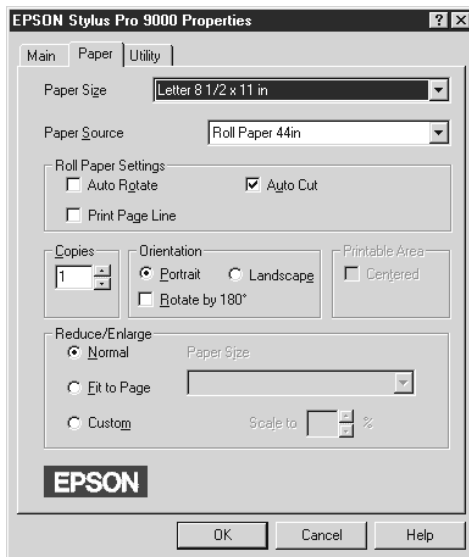 EPSON Stylus Pro 9000 Properties
Main Paper Utility
Paper Size Letter 8 1/2 x 11 in
Paper Source Roll Paper 44in
Roll Paper Settings
Auto Rotate Auto Cut
Print Page Line
Copies Orientation Printable Area
1 Portrait Landscape Centered
Rotate by 180°
Reduce/Enlarge
Normal Paper Size
Fit to Page
Custom Scale to %
EPSON
OK Cancel Help